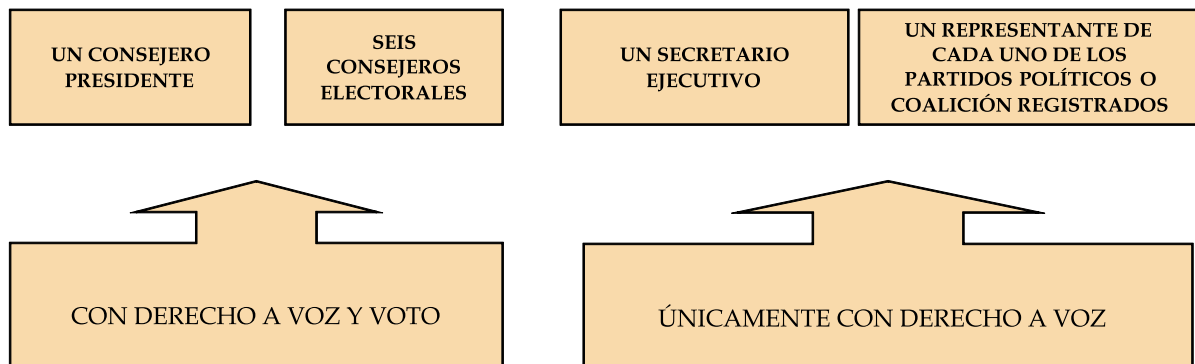 UN CONSEJERO
PRESIDENTE
SEIS
CONSEJEROS
ELECTORALES
UN SECRETARIO
EJECUTIVO
UN REPRESENTANTE DE
CADA UNO DE LOS
PARTIDOS POLÍTICOS O
COALICIÓN REGISTRADOS
CON DERECHO A VOZ Y VOTO
ÚNICAMENTE CON DERECHO A VOZ